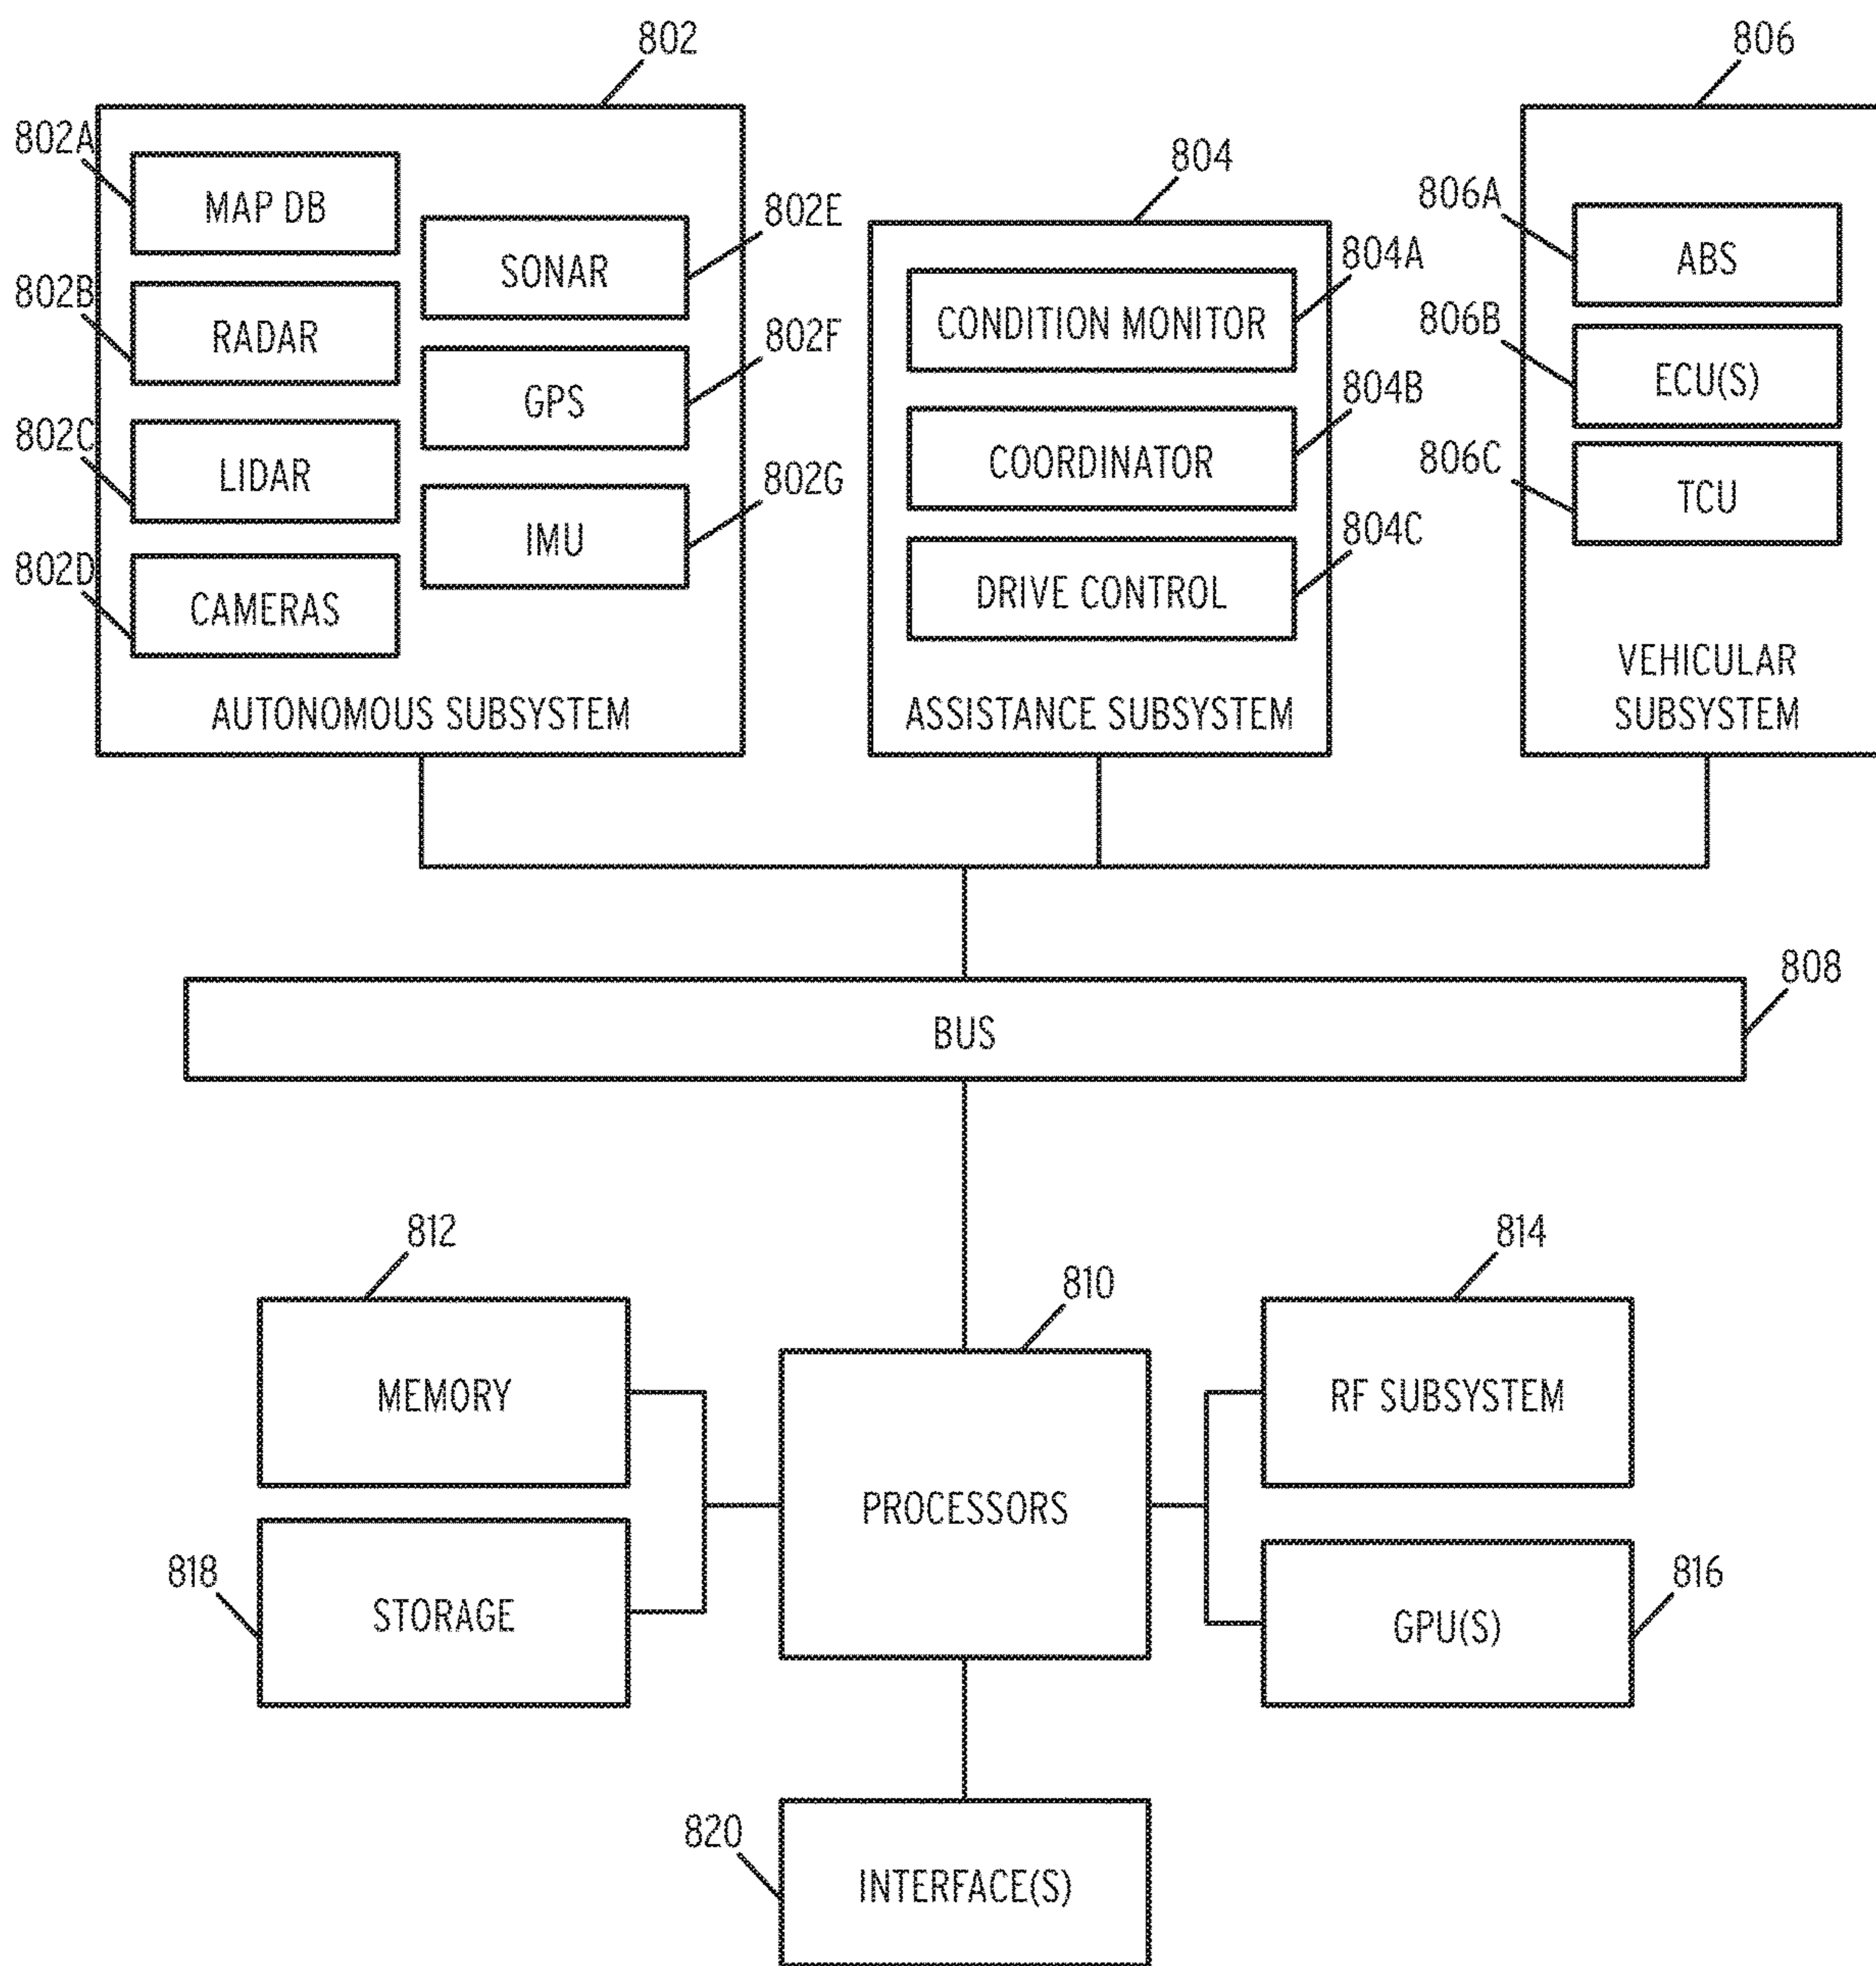 802
806
802A
MAP DB
804
802E
SONAR
806A
ABS
804A
CONDITION MONITOR
802B
RADAR
802F
GPS
806B
ECU(S)
804B
COORDINATOR
802C
LIDAR
806C
TCU
802G
IMU
804C
DRIVE CONTROL
802D
CAMERAS
AUTONOMOUS SUBSYSTEM
ASSISTANCE SUBSYSTEM
VEHICULAR
SUBSYSTEM
808
BUS
812
814
810
MEMORY
RF SUBSYSTEM
PROCESSORS
818
STORAGE
816
GPU(S)
820
INTERFACE(S)